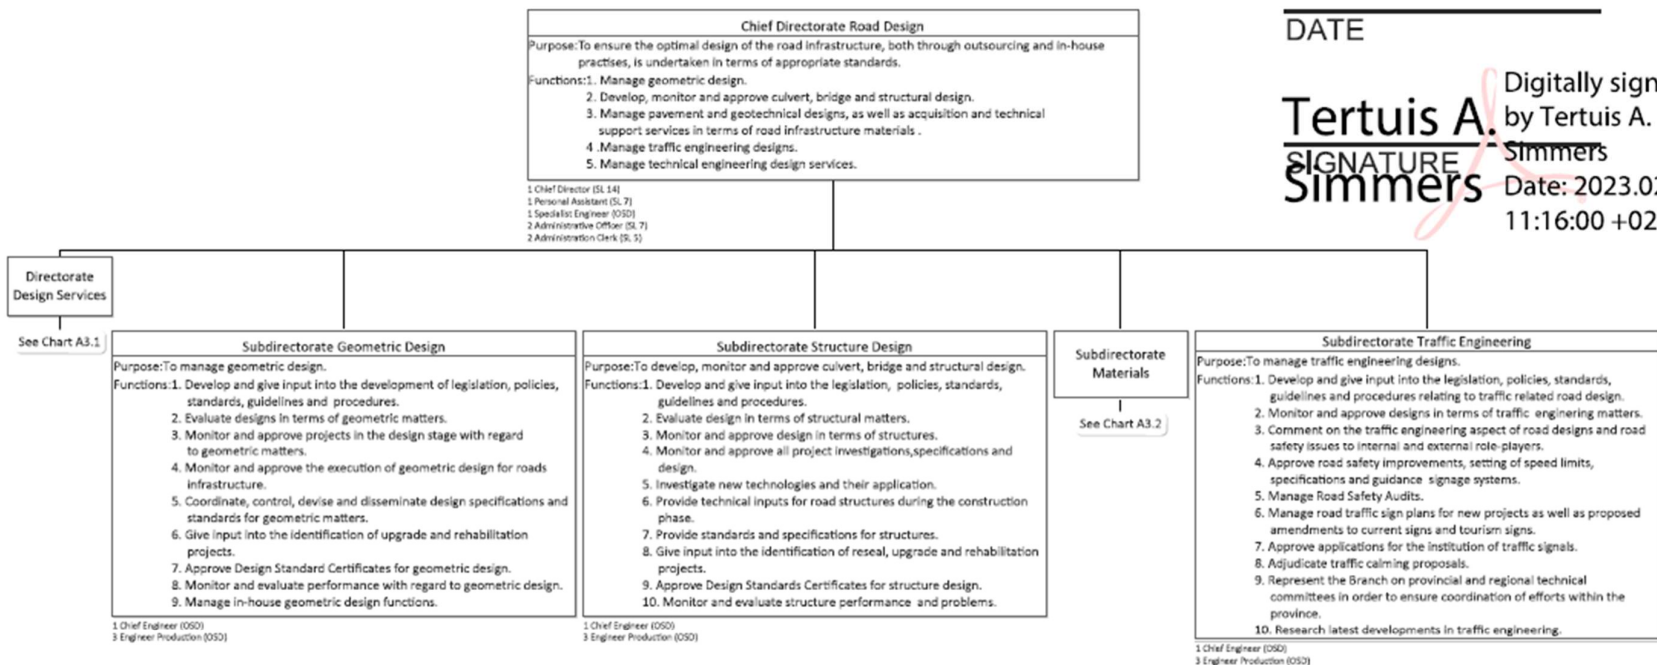 Chief Directorate Road Design
Purpose:To ensure the optimal design of the road infrastructure, both through outsourcing and in-house
practises, is undertaken in terms of appropriate standards.
Functions:1. Manage geometric design.
2. Develop, monitor and approve culvert, bridge and structural design.
3. Manage pavement and geotechnical designs, as well as acquisition and technical
support services in terms of road infrastructure materials .
4 .Manage traffic engineering designs.
5. Manage technical engineering design services.
1 Chief Director (SL 14)
1 Personal Assistant (SL 7)
1 Specialist Engineer (OSD)
2 Administrative Officer (SL 7)
2 Administration Clerk (SL 5)
DATE
Tertuis A.
Simmers
SIGNATURE
Digitally sign
by Tertuis A.
Simmers
Date: 2023.02
11:16:00 +02
Directorate
Design Services
See Chart A3.1
Subdirectorate Geometric Design
Purpose:To manage geometric design.
Functions:1. Develop and give input into the development of legislation, policies,
standards, guidelines and procedures.
2. Evaluate designs in terms of geometric matters.
3. Monitor and approve projects in the design stage with regard
to geometric matters.
4. Monitor and approve the execution of geometric design for roads
infrastructure.
5. Coordinate, control, devise and disseminate design specifications and
standards for geometric matters.
6. Give input into the identification of upgrade and rehabilitation
projects.
7. Approve Design Standard Certificates for geometric design.
8. Monitor and evaluate performance with regard to geometric design.
9. Manage in-house geometric design functions.
1 Chief Engineer (OSD)
3 Engineer Production (OSD)
Subdirectorate Structure Design
Purpose:To develop, monitor and approve culvert, bridge and structural design.
Functions:1. Develop and give input into the legislation, policies, standards,
guidelines and procedures.
2. Evaluate design in terms of structural matters.
3. Monitor and approve design in terms of structures.
4. Monitor and approve all project investigations,specifications and
design.
5. Investigate new technologies and their application.
6. Provide technical inputs for road structures during the construction
phase.
7. Provide standards and specifications for structures.
8. Give input into the identification of reseal, upgrade and rehabilitation
projects.
9. Approve Design Standards Certificates for structure design.
10. Monitor and evaluate structure performance and problems.
1 Chief Engineer (OSD)
3 Engineer Production (OSD)
Subdirectorate
Materials
See Chart A3.2
Subdirectorate Traffic Engineering
Purpose:To manage traffic engineering designs.
Functions:1. Develop and give input into the legislation, policies, standards,
guidelines and procedures relating to traffic related road design.
2. Monitor and approve designs in terms of traffic enginering matters.
3. Comment on the traffic engineering aspect of road designs and road
safety issues to internal and external role-players.
4. Approve road safety improvements, setting of speed limits,
specifications and guidance signage systems.
5. Manage Road Safety Audits.
6. Manage road traffic sign plans for new projects as well as proposed
amendments to current signs and tourism signs.
7. Approve applications for the institution of traffic signals.
8. Adjudicate traffic calming proposals.
9. Represent the Branch on provincial and regional technical
committees in order to ensure coordination of efforts within the
province.
10. Research latest developments in traffic engineering.
1 Chief Engineer (OSD)
3 Engineer Production (OSD)